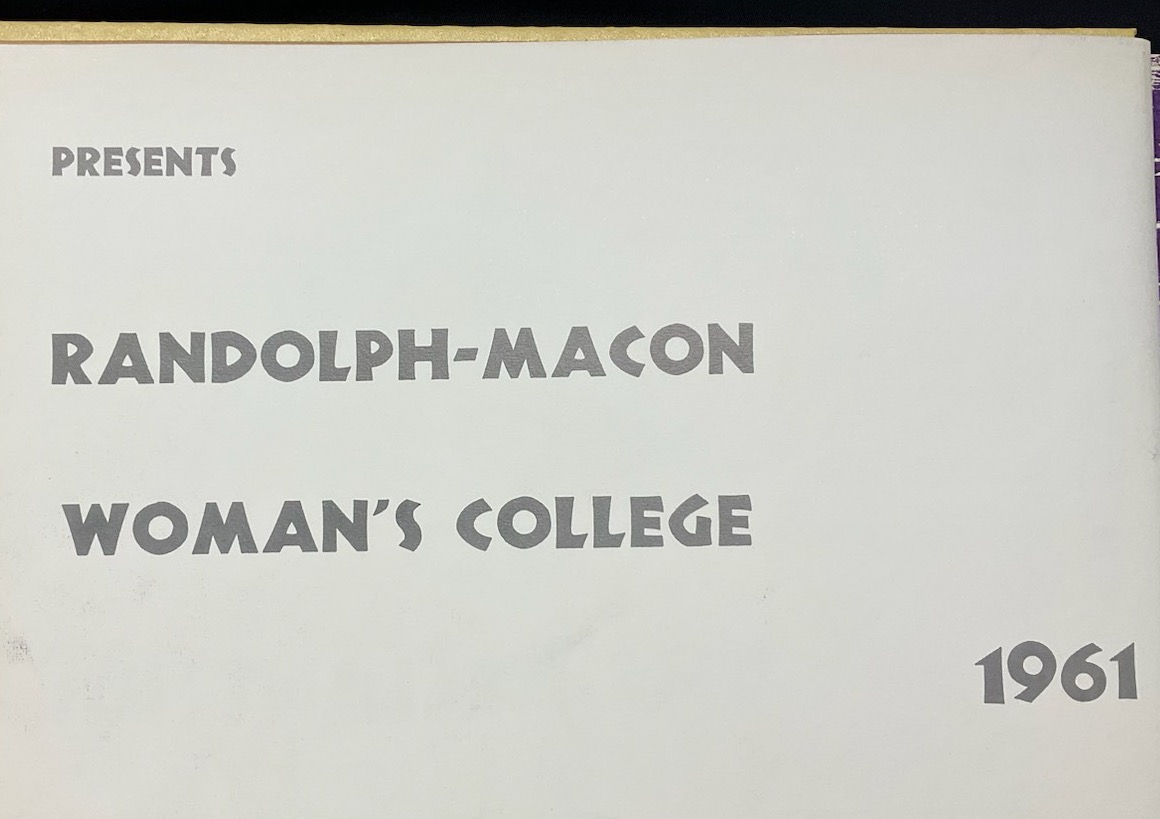 PRESENTS
RANDOLPH-MACON
WOMAN'S COLLEGE
1961